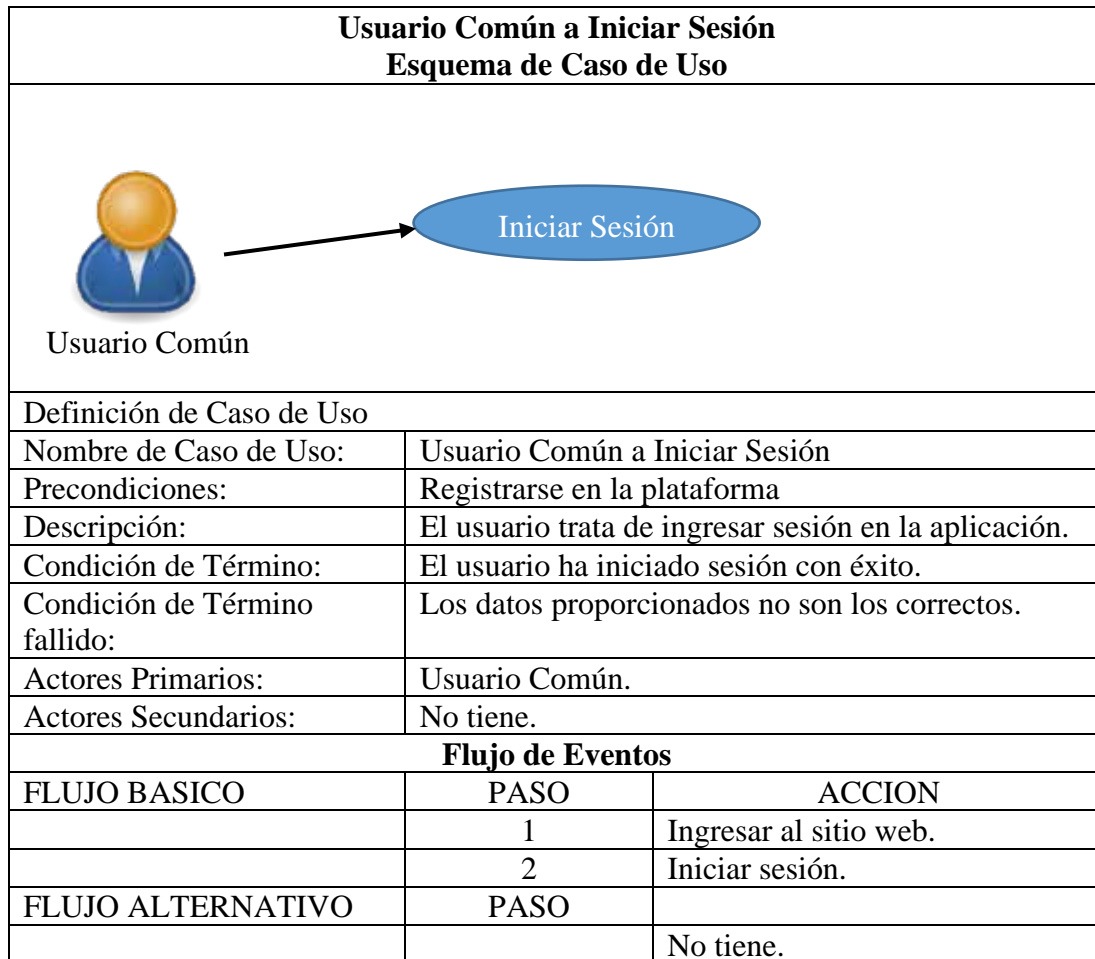 Usuario Común a Iniciar Sesión
Esquema de Caso de Uso
Iniciar Sesión
Usuario Común
Definición de Caso de Uso
Nombre de Caso de Uso: Usuario Común a Iniciar Sesión
Precondiciones: Registrarse en la plataforma
Descripción: El usuario trata de ingresar sesión en la aplicación.
Condición de Término: El usuario ha iniciado sesión con éxito.
Condición de Término Los datos proporcionados no son los correctos.
fallido:
Actores Primarios: Usuario Común.
Actores Secundarios: No tiene.
Flujo de Eventos
FLUJO BASICO PASO ACCION
1 Ingresar al sitio web.
2 Iniciar sesión.
FLUJO ALTERNATIVO PASO
No tiene.